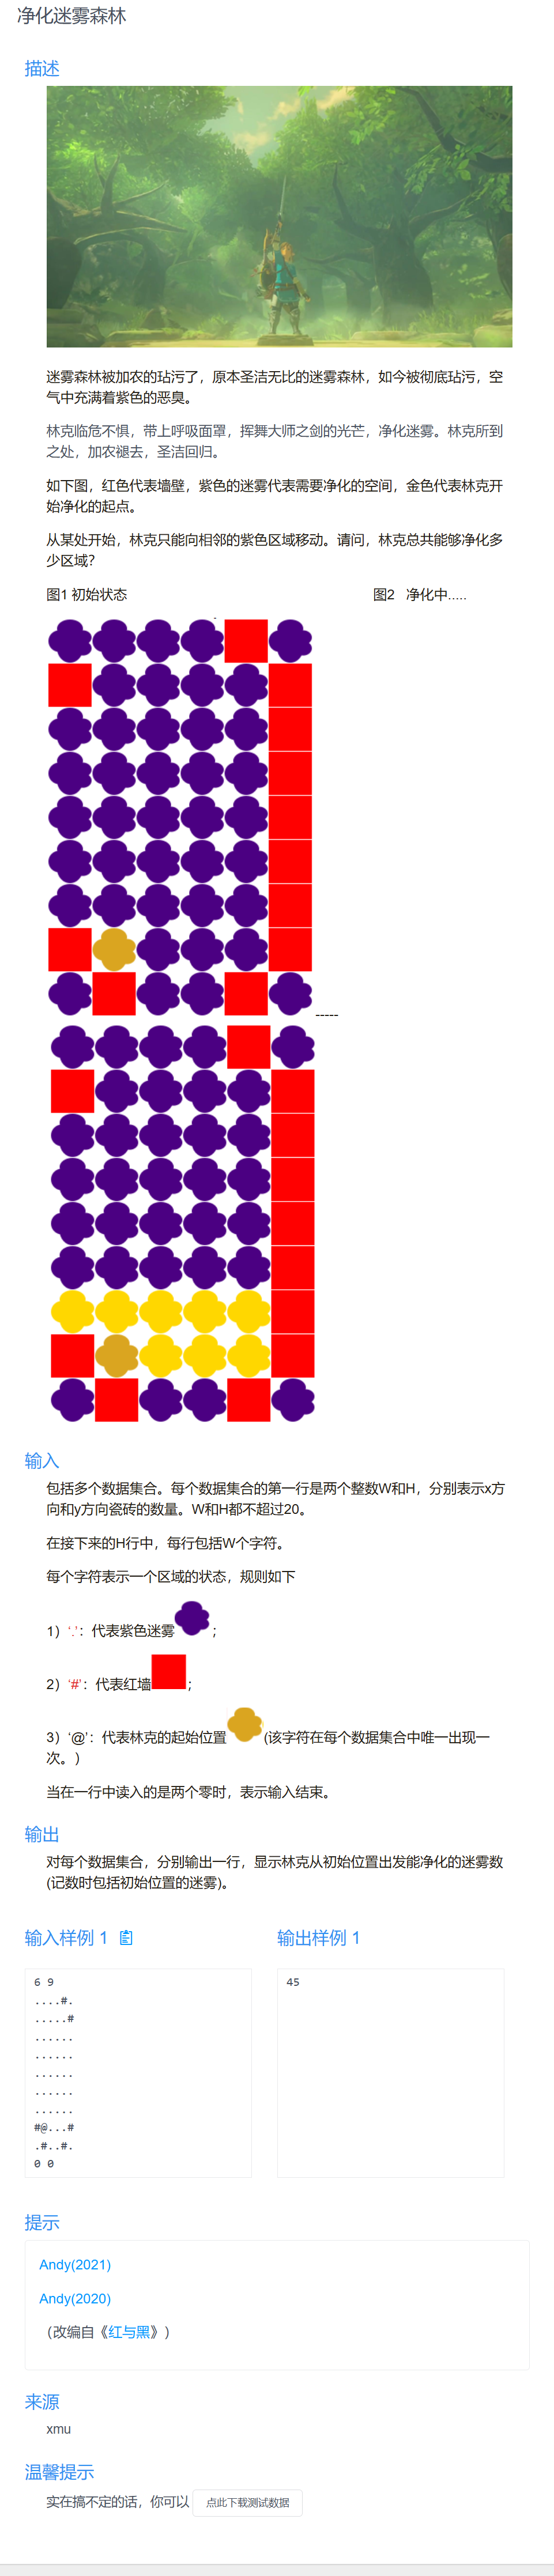 净化迷雾森林
描述
迷雾森林被加农的玷污了，原本圣洁无比的迷雾森林，如今被彻底玷污，空
气中充满着紫色的恶臭。
林克临危不惧，带上呼吸面罩，挥舞大师之剑的光芒，净化迷雾。林克所到
之处，加农褪去，圣洁回归。
如下图，红色代表墙壁，紫色的迷雾代表需要净化的空间，金色代表林克开
始净化的起点。
从某处开始，林克只能向相邻的紫色区域移动。请问，林克总共能够净化多
少区域？
图1 初始状态 图2 净化中.....
-----
输入
包括多个数据集合。每个数据集合的第一行是两个整数W和H，分别表示x方
向和y方向瓷砖的数量。W和H都不超过20。
在接下来的H行中，每行包括W个字符。
每个字符表示一个区域的状态，规则如下
1）‘.’：代表紫色迷雾；
2）‘#’：代表红墙；
3）‘@’：代表林克的起始位置(该字符在每个数据集合中唯一出现一
次。）
当在一行中读入的是两个零时，表示输入结束。
输出
对每个数据集合，分别输出一行，显示林克从初始位置出发能净化的迷雾数
(记数时包括初始位置的迷雾)。
输入样例 1 输出样例 1
6 9 45
....#.
.....#
......
......
......
......
......
#@...#
.#..#.
0 0
提示
Andy(2021)
Andy(2020)
（改编自《红与黑》）
来源
xmu
温馨提示
实在搞不定的话，你可以 点此下载测试数据